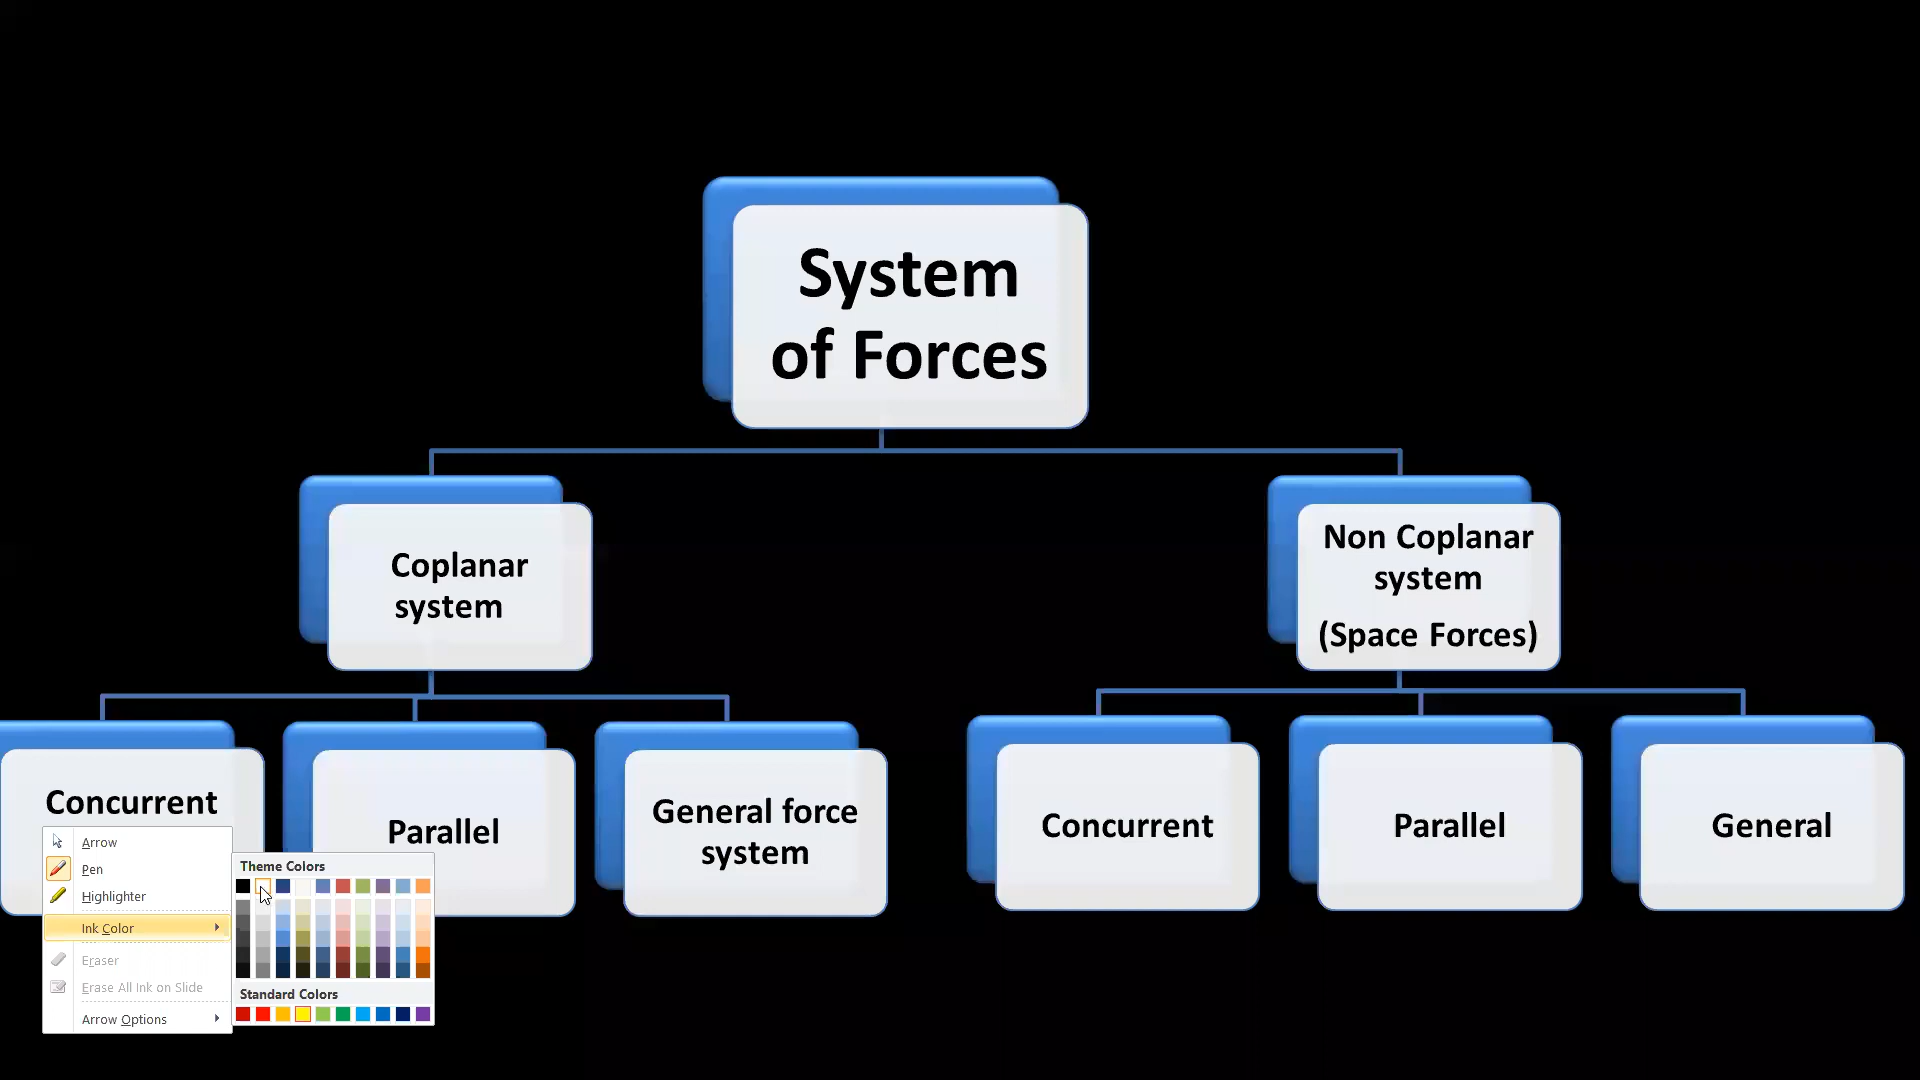 System
of Forces
Coplanar
system
Non Coplanar
system
(Space Forces)
Concurrent
Parallel
General force
system
Concurrent
Parallel
General
Arrow
Pen
Highlighter
Ink Color
Eraser
Erase All Ink on Slide
Arrow Options
Theme Colors
Standard Colors